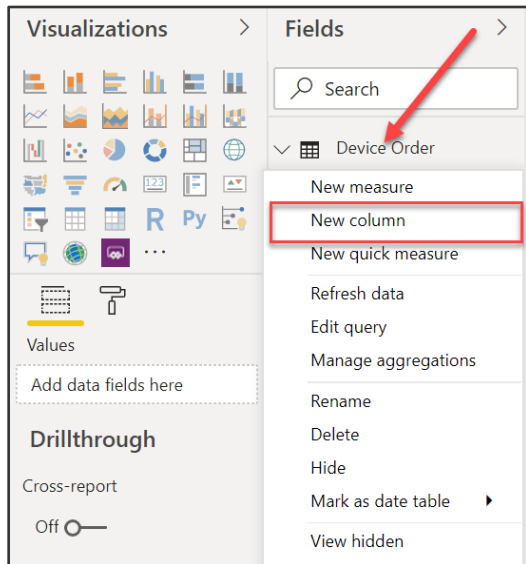 Visualizations
Fields
Search
Device Order
123
R
Py
Values
Add data fields here
Drillthrough
Cross-report
Off
New measure
New column
New quick measure
Refresh data
Edit query
Manage aggregations
Rename
Delete
Hide
Mark as date table
View hidden